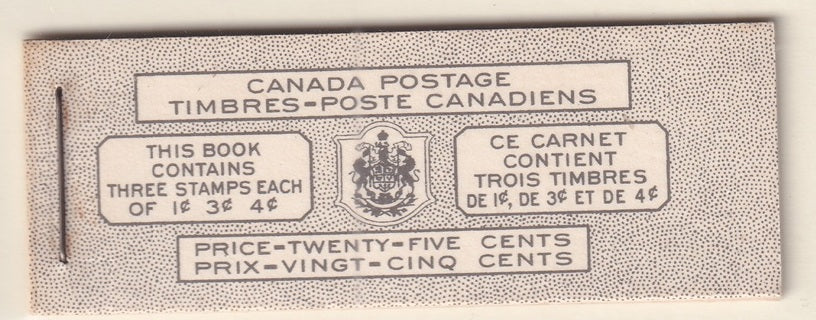 CANADA POSTAGE
TIMBRES-POSTE CANADIENS
THIS BOOK
CONTAINS
THREE STAMPS EACH
OF 1¢ 3¢ 4¢
CE CARNET
CONTIENT
TROIS TIMBRES
DE 1¢, DE 3¢ ET DE 4¢
PRICE-TWENTY-FIVE CENTS
PRIX-VINGT-CINQ CENTS